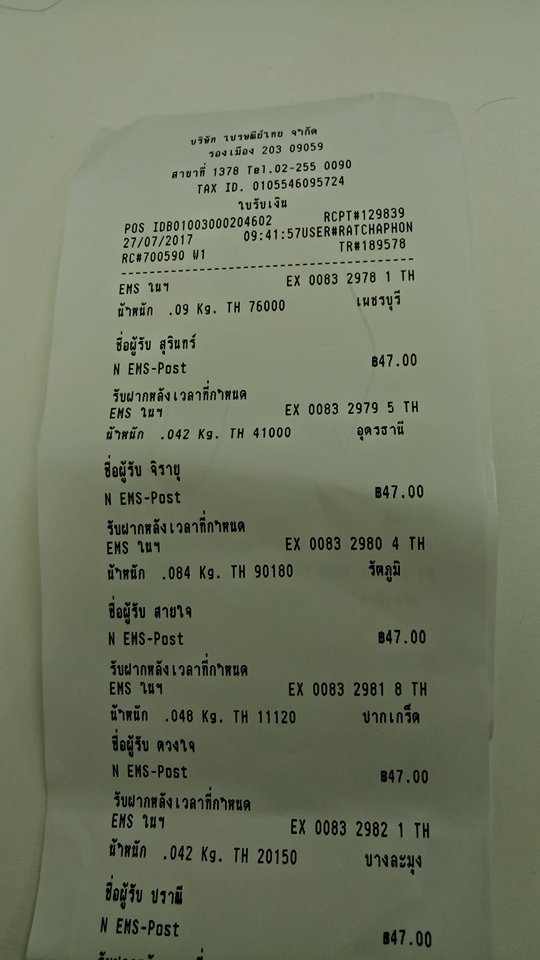 บริษัท ไปรษณีย์ไทย จำกัด
รองเมือง 203 09059
สาขาที่ 1378 Tel.02-255 0090
TAX ID. 0105546095724
ใบรับเงิน
POS IDB01003000204602 RCPT#129839
27/07/2017 09:41:57USER#RATCHAPHON
RC#700590 W1 TR#189578
EMS ในฯ EX 0083 2978 1 TH
น้ำหนัก .09 Kg. TH 76000 เพชรบุรี
ชื่อผู้รับ สุรินทร์
N EMS-Post ฿47.00
รับฝากหลังเวลาที่กำหนด
EMS ในฯ EX 0083 2979 5 TH
น้ำหนัก .042 Kg. TH 41000 อุดรธานี
ชื่อผู้รับ จิรายุ
N EMS-Post ฿47.00
รับฝากหลังเวลาที่กำหนด
EMS ในฯ EX 0083 2980 4 TH
น้ำหนัก .084 Kg. TH 90180 รัตภูมิ
ชื่อผู้รับ สายใจ
N EMS-Post ฿47.00
รับฝากหลังเวลาที่กำหนด
EMS ในฯ EX 0083 2981 8 TH
น้ำหนัก .048 Kg. TH 11120 ปากเกร็ด
ชื่อผู้รับ ดวงใจ
N EMS-Post ฿47.00
รับฝากหลังเวลาที่กำหนด
EMS ในฯ EX 0083 2982 1 TH
น้ำหนัก .042 Kg. TH 20150 บางละมุง
ชื่อผู้รับ ปราณี
N EMS-Post ฿47.00